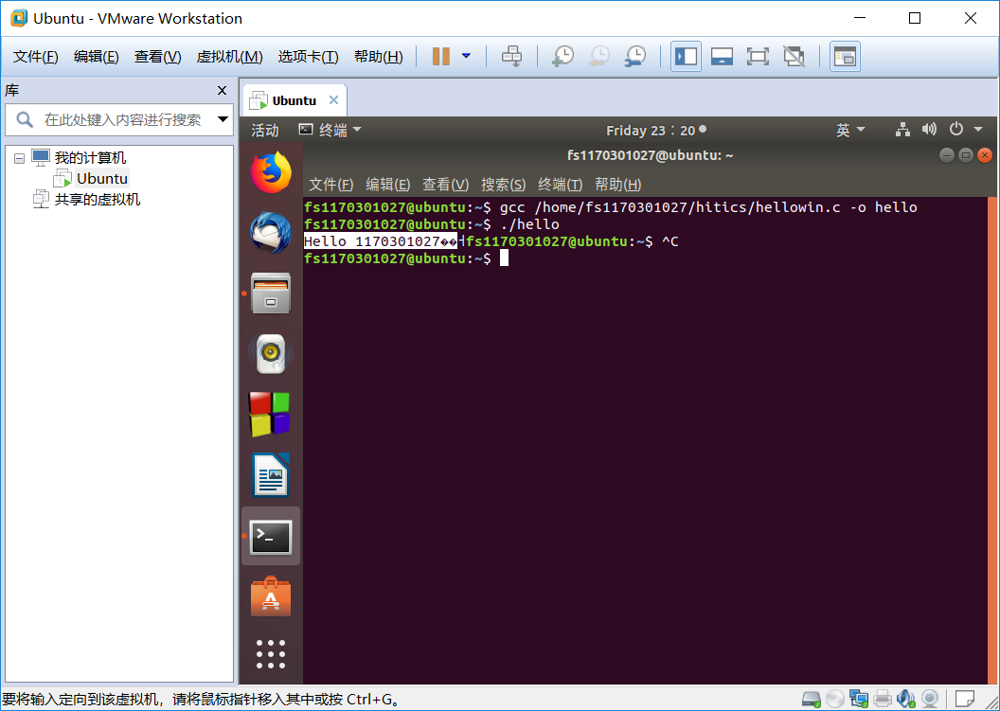 Ubuntu - VMware Workstation
文件(F) 编辑(E) 查看(V) 虚拟机(M) 选项卡(T) 帮助(H)
库
在此处键入内容进行搜索
我的计算机
Ubuntu
共享的虚拟机
Ubuntu
活动 终端 Friday 23：20 英
fs1170301027@ubuntu: ~
文件(F) 编辑(E) 查看(V) 搜索(S) 终端(T) 帮助(H)
fs1170301027@ubuntu:~$ gcc /home/fs1170301027/hitics/hellowin.c -o hello
fs1170301027@ubuntu:~$ ./hello
Hello 1170301027��fs1170301027@ubuntu:~$ ^C
fs1170301027@ubuntu:~$
要将输入定向到该虚拟机，请将鼠标指针移入其中或按 Ctrl+G。